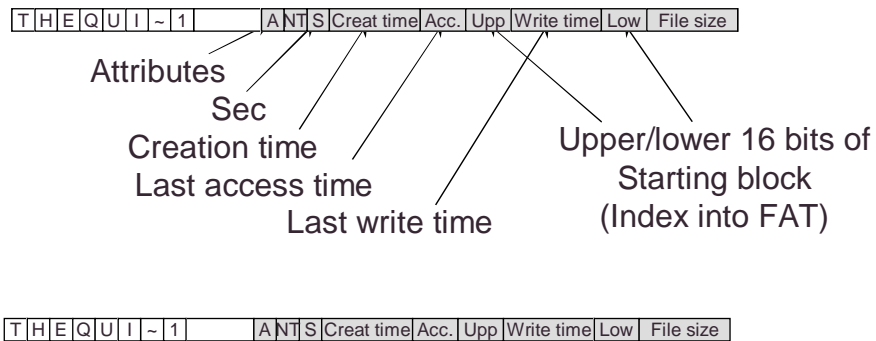 T H E Q U I ~ 1 A NT S Creat time Acc. Upp Write time Low File size
Attributes
Sec
Creation time
Last access time
Last write time
Upper/lower 16 bits of
Starting block
(Index into FAT)
T H E Q U I ~ 1 A NT S Creat time Acc. Upp Write time Low File size